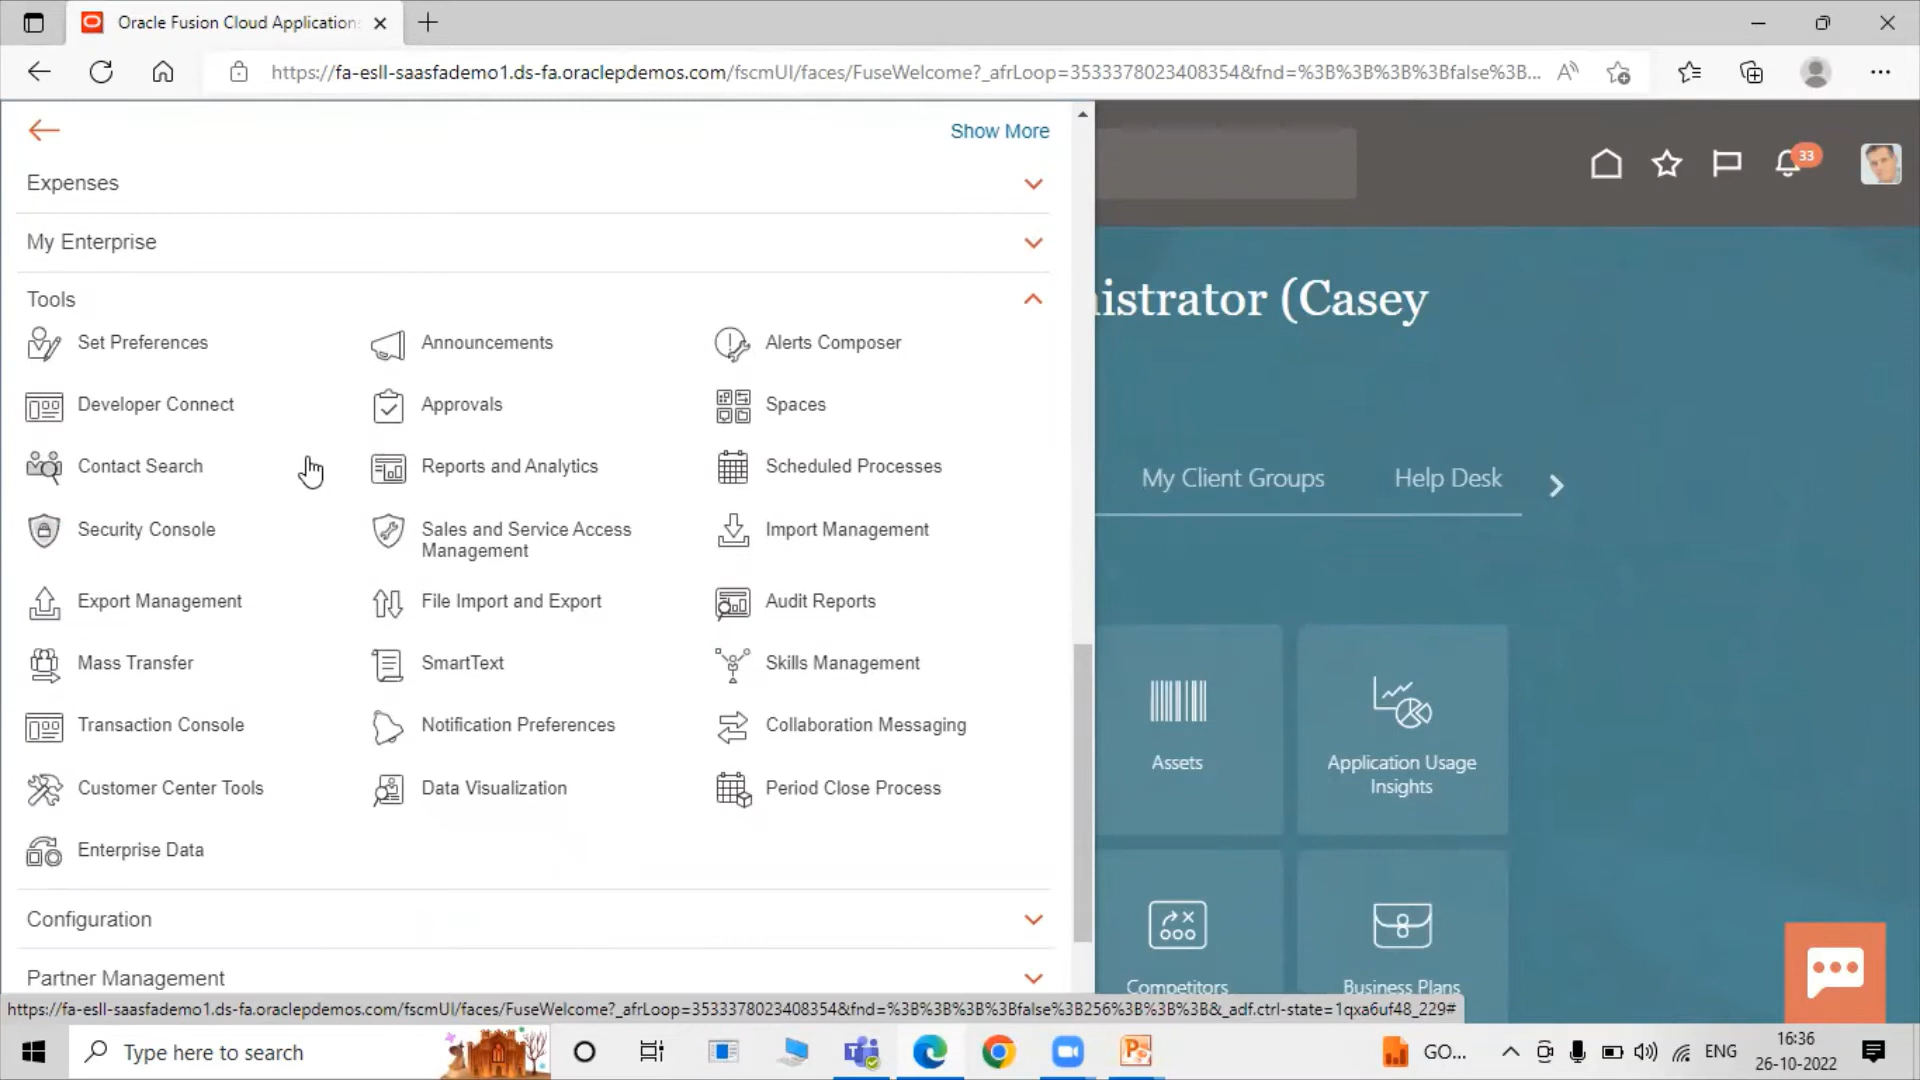 Oracle Fusion Cloud Application
https://fa-esll-saasfademo1.ds-fa.oraclepdemos.com/fscmUI/faces/FuseWelcome?_afrLoop=3533378023408354&fnd=%3B%3B%3B%3Bfalse%3B...
Show More
Expenses
My Enterprise
Tools
Set Preferences
Announcements
Alerts Composer
Developer Connect
Approvals
Spaces
Contact Search
Reports and Analytics
Scheduled Processes
Security Console
Sales and Service Access
Management
Import Management
Export Management
File Import and Export
Audit Reports
Mass Transfer
SmartText
Skills Management
Transaction Console
Notification Preferences
Collaboration Messaging
Customer Center Tools
Data Visualization
Period Close Process
Enterprise Data
Configuration
Partner Management
33
nistrator (Casey
My Client Groups
Help Desk
Assets
Application Usage
Insights
Competitors
Business Plans
https://fa-esll-saasfademo1.ds-fa.oraclepdemos.com/fscmUI/faces/FuseWelcome?_afrLoop=3533378023408354&fnd=%3B%3B%3B%3Bfalse%3B256%3B%3B%3B&_adf.ctrl-state=1qxa6uf48_229#
Type here to search
GO...
ENG
16:36
26-10-2022